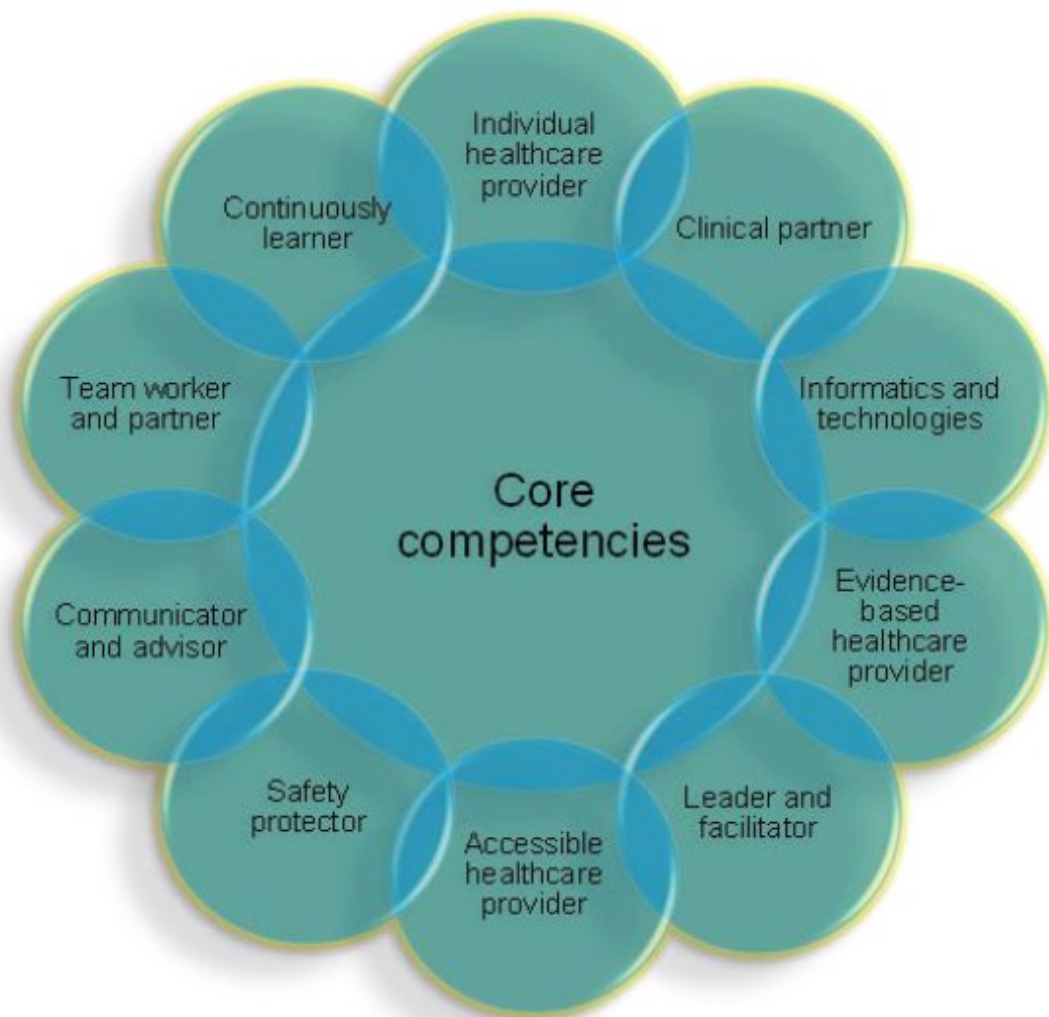 Individual
healthcare
provider
Clinical partner
Informatics and
technologies
Evidence-
based
healthcare
provider
Leader and
facilitator
Accessible
healthcare
provider
Safety
protector
Communicator
and advisor
Team worker
and partner
Continuously
learner
Core
competencies